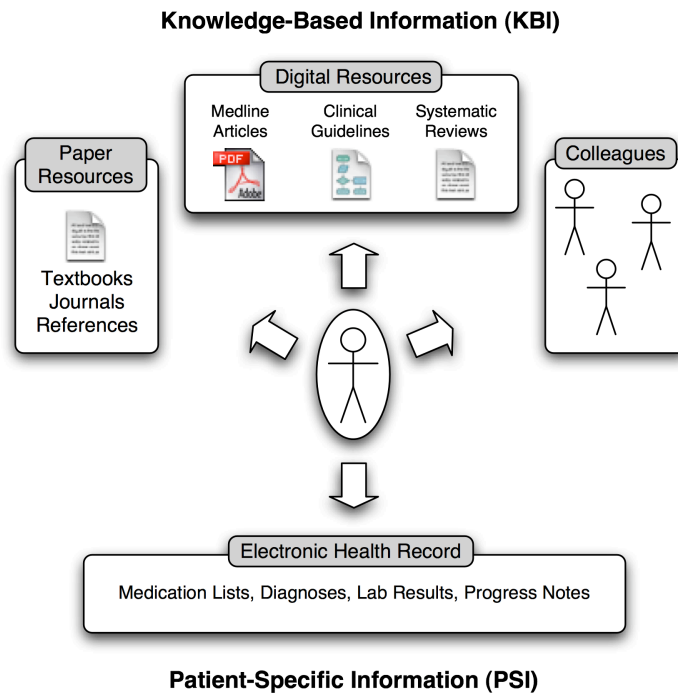 Knowledge-Based Information (KBI)
Digital Resources
Medline
Articles
Clinical
Guidelines
Systematic
Reviews
PDF
Adobe
Paper
Resources
Textbooks
Journals
References
Colleagues
Electronic Health Record
Medication Lists, Diagnoses, Lab Results, Progress Notes
Patient-Specific Information (PSI)